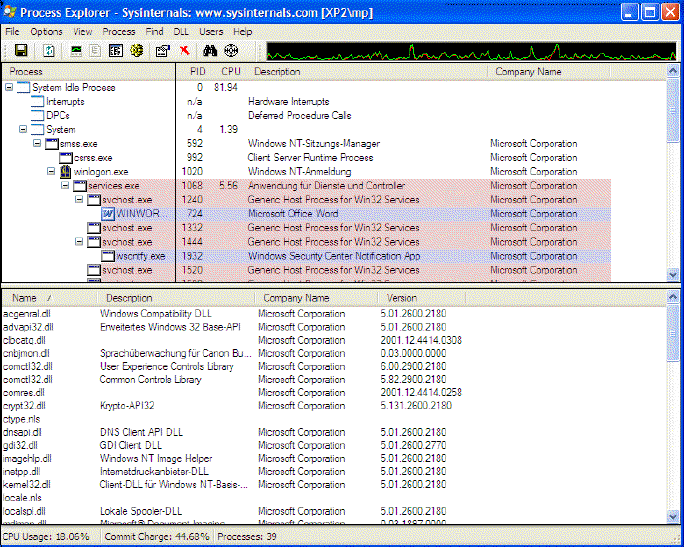 Process Explorer - Sysinternals: www.sysinternals.com [XP2\mp]
File Options View Process Find DLL Users Help
Process PID CPU Description Company Name
System Idle Process 0 81.94
Interrupts n/a Hardware Interrupts
DPCs n/a Deferred Procedure Calls
System 4 1.39
smss.exe 592 Windows NT-Sitzungs-Manager Microsoft Corporation
csrss.exe 992 Client Server Runtime Process Microsoft Corporation
winlogon.exe 1020 Windows NT-Anmeldung Microsoft Corporation
services.exe 1068 5.56 Anwendung für Dienste und Controller Microsoft Corporation
svchost.exe 1240 Generic Host Process for Win32 Services Microsoft Corporation
WINWOR... 724 Microsoft Office Word Microsoft Corporation
svchost.exe 1332 Generic Host Process for Win32 Services Microsoft Corporation
svchost.exe 1444 Generic Host Process for Win32 Services Microsoft Corporation
wscntfy.exe 1932 Windows Security Center Notification App Microsoft Corporation
svchost.exe 1520 Generic Host Process for Win32 Services Microsoft Corporation
Name Description Company Name Version
acgenral.dll Windows Compatibility DLL Microsoft Corporation 5.01.2600.2180
advapi32.dll Erweitertes Windows 32 Base-API Microsoft Corporation 5.01.2600.2180
clbcatq.dll Microsoft Corporation 2001.12.4414.0308
cnbjmon.dll Sprachüberwachung für Canon Bu... Microsoft Corporation 0.03.0000.0000
comctl32.dll User Experience Controls Library Microsoft Corporation 6.00.2900.2180
comctl32.dll Common Controls Library Microsoft Corporation 5.82.2900.2180
comres.dll Microsoft Corporation 2001.12.4414.0258
crypt32.dll Krypto-API32 Microsoft Corporation 5.131.2600.2180
ctype.nls
dnsapi.dll DNS Client API DLL Microsoft Corporation 5.01.2600.2180
gdi32.dll GDI Client DLL Microsoft Corporation 5.01.2600.2770
imagehlp.dll Windows NT Image Helper Microsoft Corporation 5.01.2600.2180
inetpp.dll Internetdruckanbieter-DLL Microsoft Corporation 5.01.2600.2180
kernel32.dll Client-DLL für Windows NT-Basis-... Microsoft Corporation 5.01.2600.2180
locale.nls
localspl.dll Lokale Spooler-DLL Microsoft Corporation 5.01.2600.2180
CPU Usage: 18.06% Commit Charge: 44.68% Processes: 39